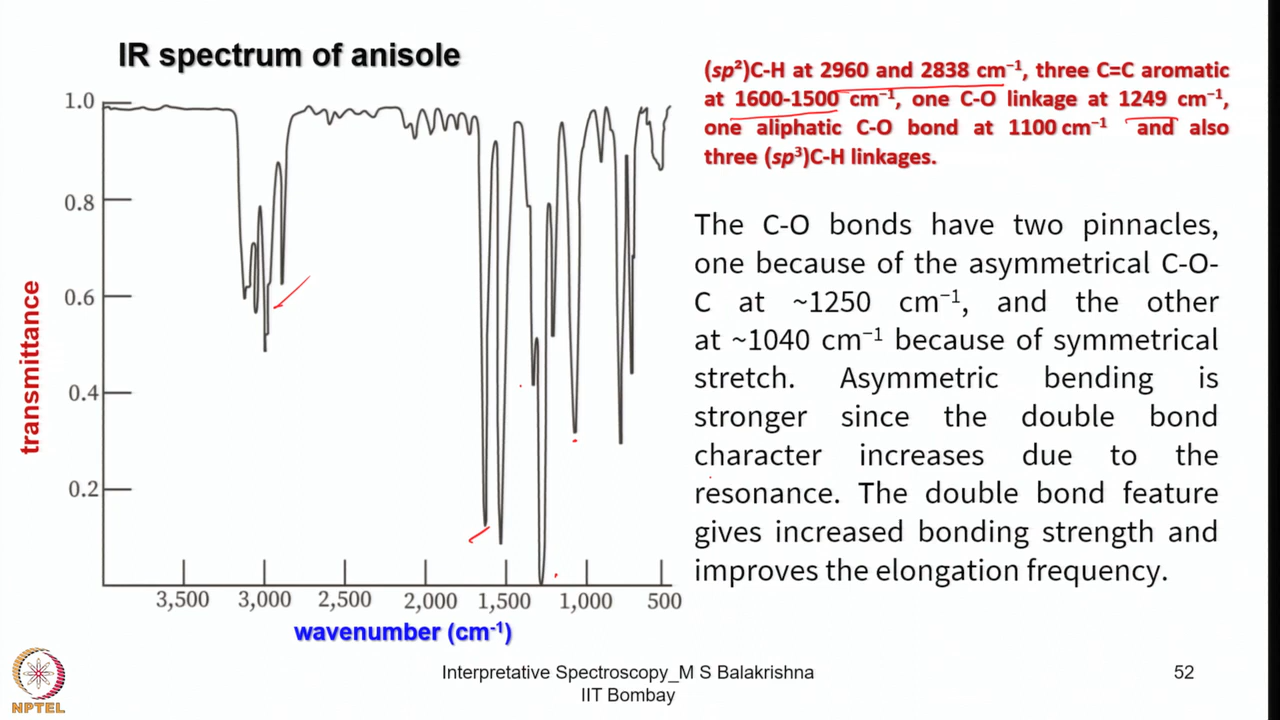 IR spectrum of anisole
(sp²)C-H at 2960 and 2838 cm⁻¹, three C=C aromatic
at 1600-1500 cm⁻¹, one C-O linkage at 1249 cm⁻¹,
one aliphatic C-O bond at 1100 cm⁻¹ and also
three (sp³)C-H linkages.
The C-O bonds have two pinnacles,
one because of the asymmetrical C-O-
C at ~1250 cm⁻¹, and the other
at ~1040 cm⁻¹ because of symmetrical
stretch. Asymmetric bending is
stronger since the double bond
character increases due to the
resonance. The double bond feature
gives increased bonding strength and
improves the elongation frequency.
1.0
0.8
0.6
0.4
0.2
transmittance
3,500 3,000 2,500 2,000 1,500 1,000 500
wavenumber (cm⁻¹)
NPTEL
Interpretative Spectroscopy_M S Balakrishna
IIT Bombay
52